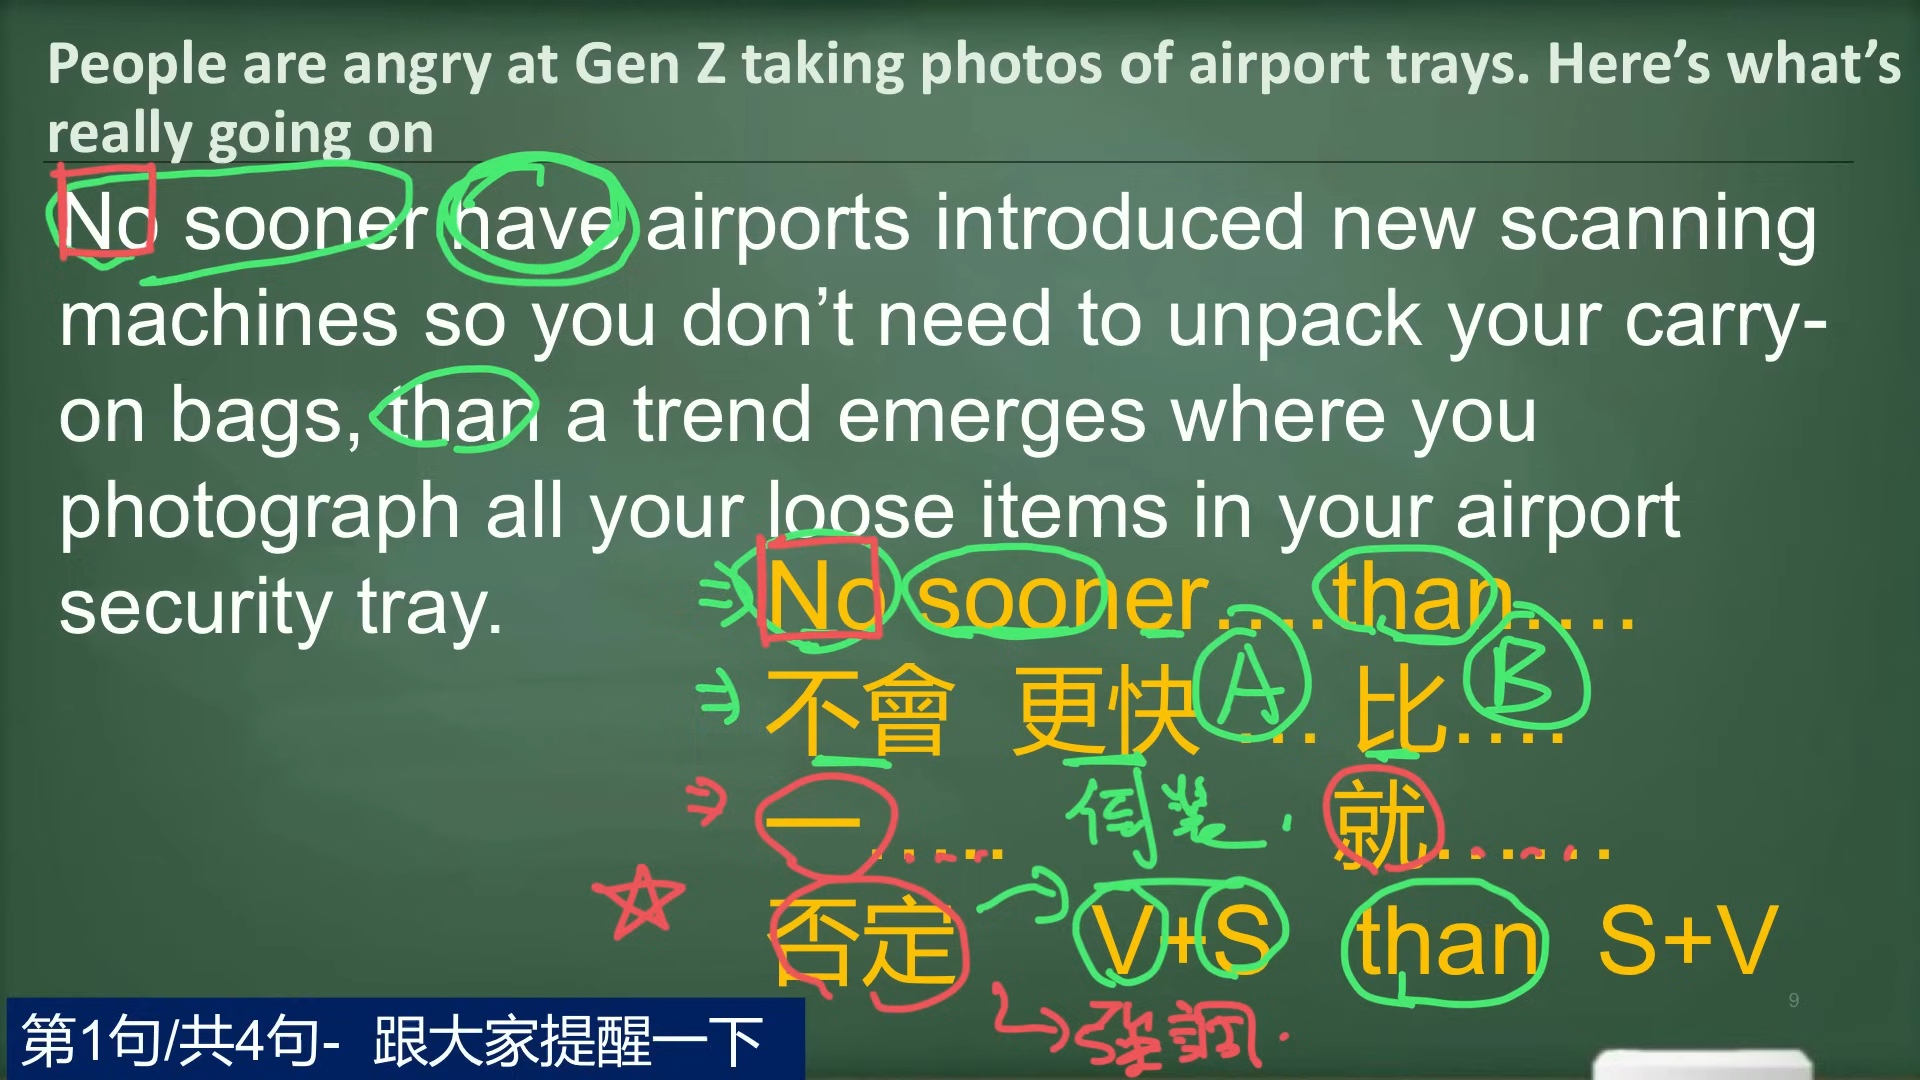 People are angry at Gen Z taking photos of airport trays. Here’s what’s
really going on
No sooner have airports introduced new scanning
machines so you don’t need to unpack your carry-
on bags, than a trend emerges where you
photograph all your loose items in your airport
security tray.
No sooner….than….
不會 更快 A … 比…. B
一…… 倒裝. 就……
否定 V+S than S+V
強調.
9
第1句/共4句- 跟大家提醒一下